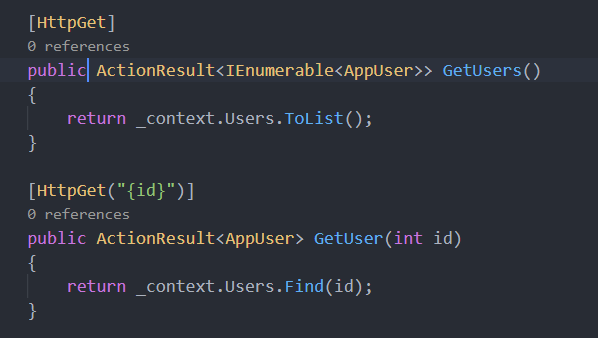 [HttpGet]
0 references
public ActionResult<IEnumerable<AppUser>> GetUsers()
{
return _context.Users.ToList();
}
[HttpGet("{id}")]
0 references
public ActionResult<AppUser> GetUser(int id)
{
return _context.Users.Find(id);
}